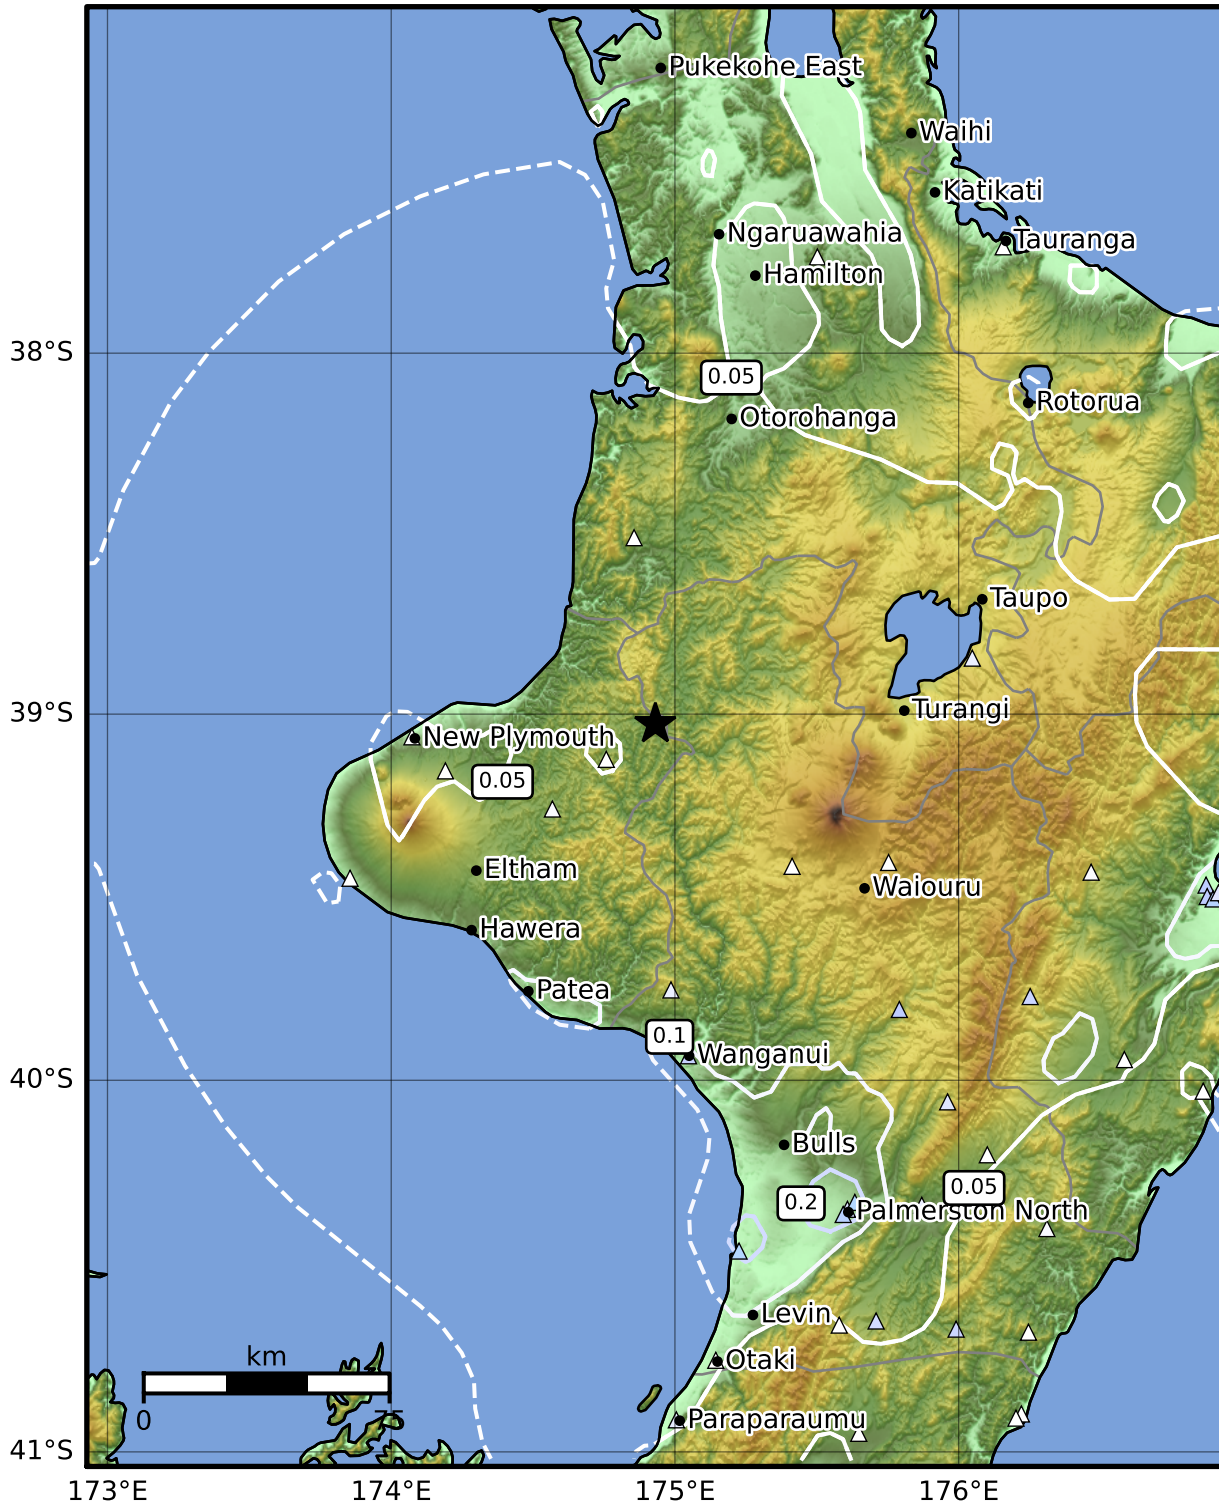 Pukekohe East
Waihi
Katikati
Ngaruawahia
Tauranga
Hamilton
38°S
0.05
Rotorua
Otorohanga
Taupo
39°S
Turangi
New Plymouth
0.05
Eltham
Waiouru
Hawera
Patea
0.1
Wanganui
40°S
Bulls
0.05
0.2
Palmerston North
Levin
km
Otaki
0
75
Paraparaumu
41°S
173°E
174°E
175°E
176°E